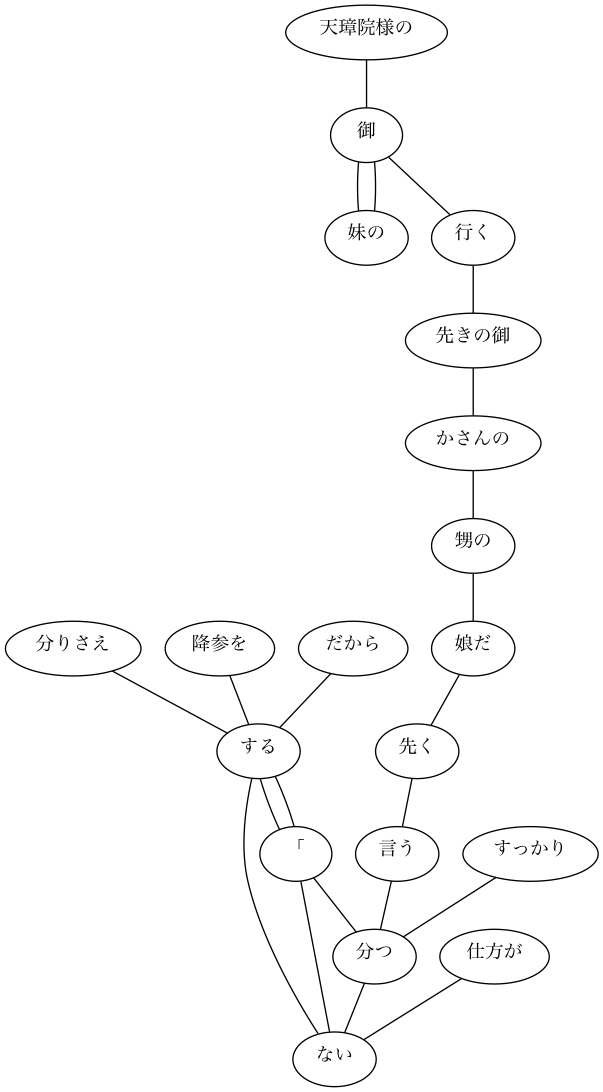 天璋院様の
御
妹の
行く
先きの御
かさんの
甥の
分りさえ
降参を
だから
娘だ
する
先く
「
言う
すっかり
分つ
仕方が
ない